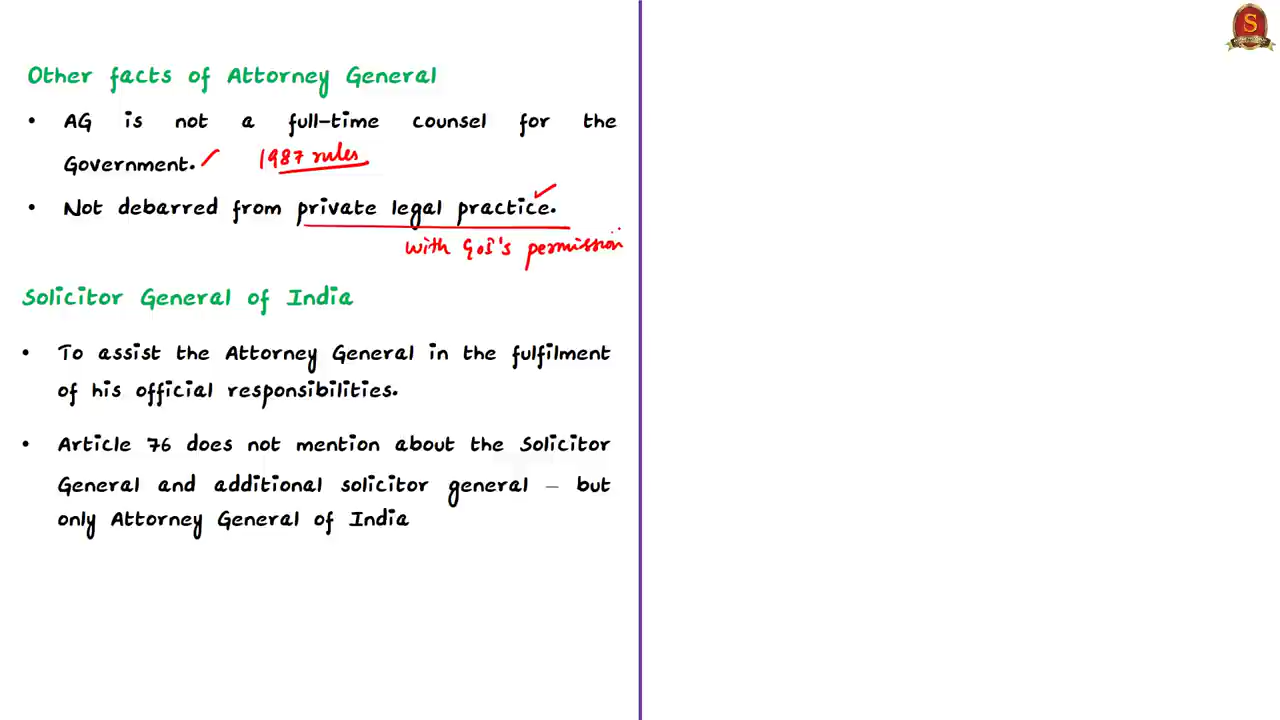 Other facts of Attorney General
• AG is not a full-time counsel for the
Government. 1987 rules
• Not debarred from private legal practice.
with GoI's permission
Solicitor General of India
• To assist the Attorney General in the fulfilment
of his official responsibilities.
• Article 76 does not mention about the Solicitor
General and additional solicitor general – but
only Attorney General of India
S